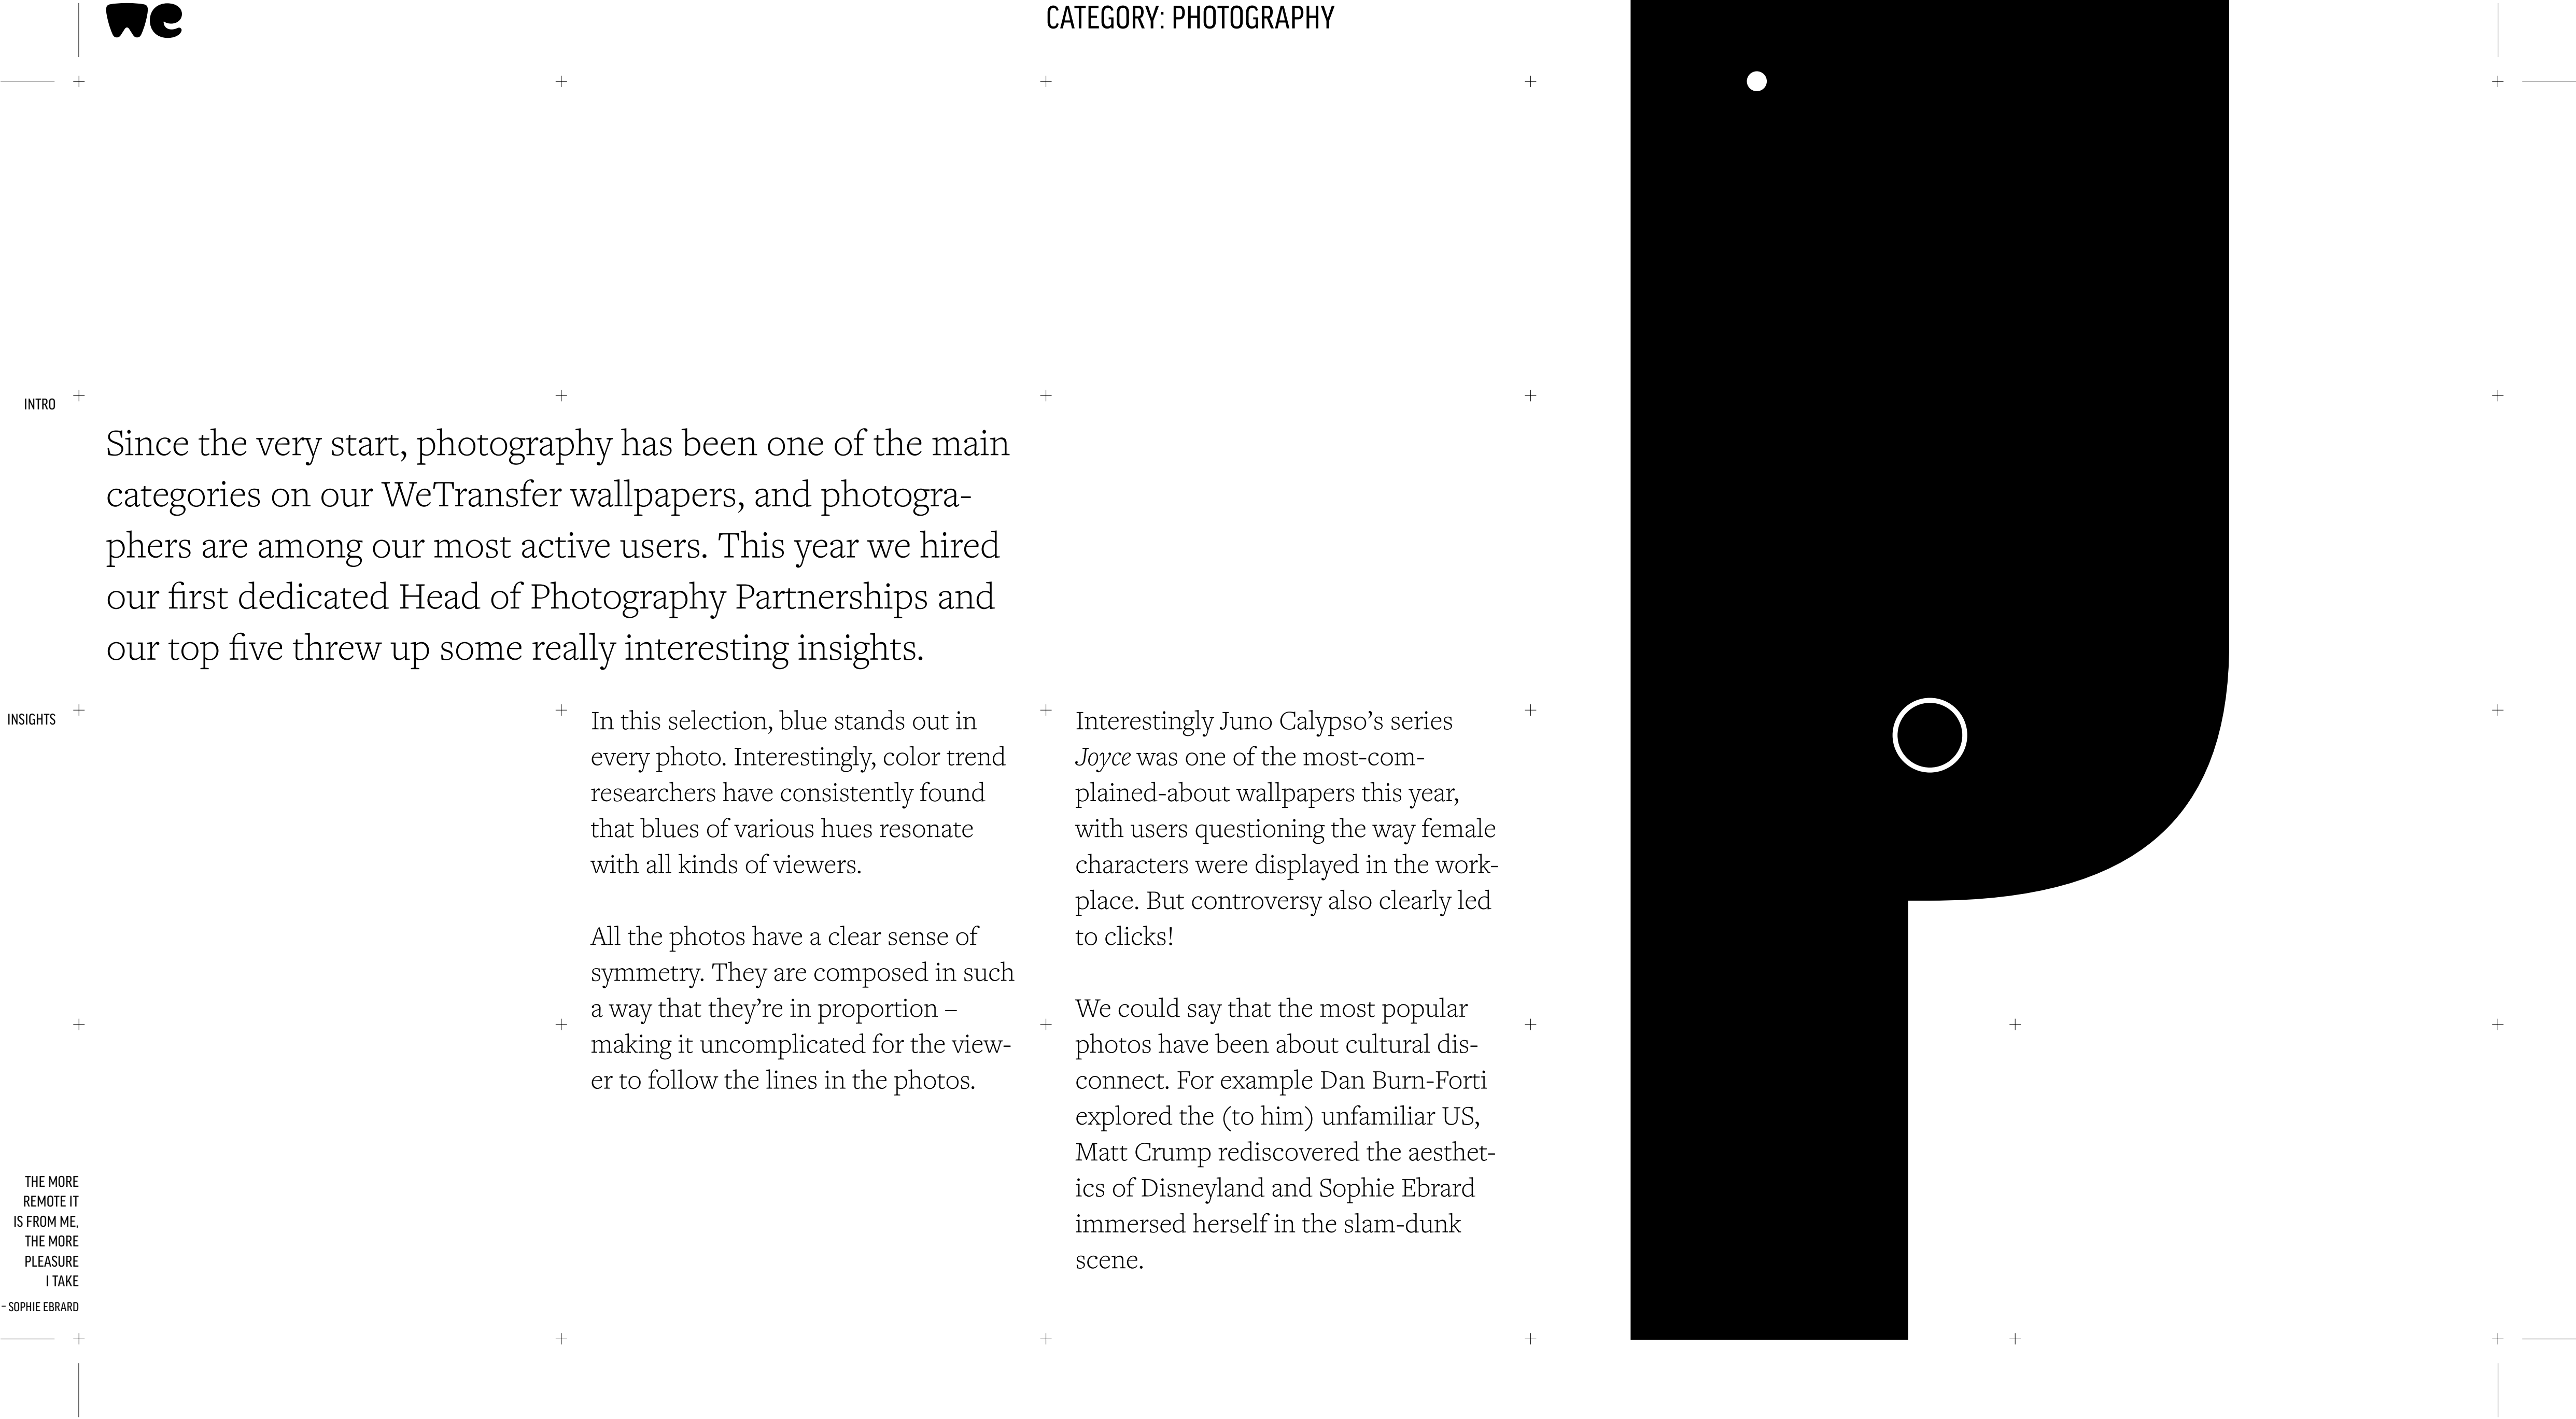 we
CATEGORY: PHOTOGRAPHY
INTRO
Since the very start, photography has been one of the main
categories on our WeTransfer wallpapers, and photogra-
phers are among our most active users. This year we hired
our first dedicated Head of Photography Partnerships and
our top five threw up some really interesting insights.
INSIGHTS
In this selection, blue stands out in
every photo. Interestingly, color trend
researchers have consistently found
that blues of various hues resonate
with all kinds of viewers.
All the photos have a clear sense of
symmetry. They are composed in such
a way that they’re in proportion –
making it uncomplicated for the view-
er to follow the lines in the photos.
Interestingly Juno Calypso’s series
Joyce was one of the most-com-
plained-about wallpapers this year,
with users questioning the way female
characters were displayed in the work-
place. But controversy also clearly led
to clicks!
We could say that the most popular
photos have been about cultural dis-
connect. For example Dan Burn-Forti
explored the (to him) unfamiliar US,
Matt Crump rediscovered the aesthet-
ics of Disneyland and Sophie Ebrard
immersed herself in the slam-dunk
scene.
THE MORE
REMOTE IT
IS FROM ME,
THE MORE
PLEASURE
I TAKE
– SOPHIE EBRARD